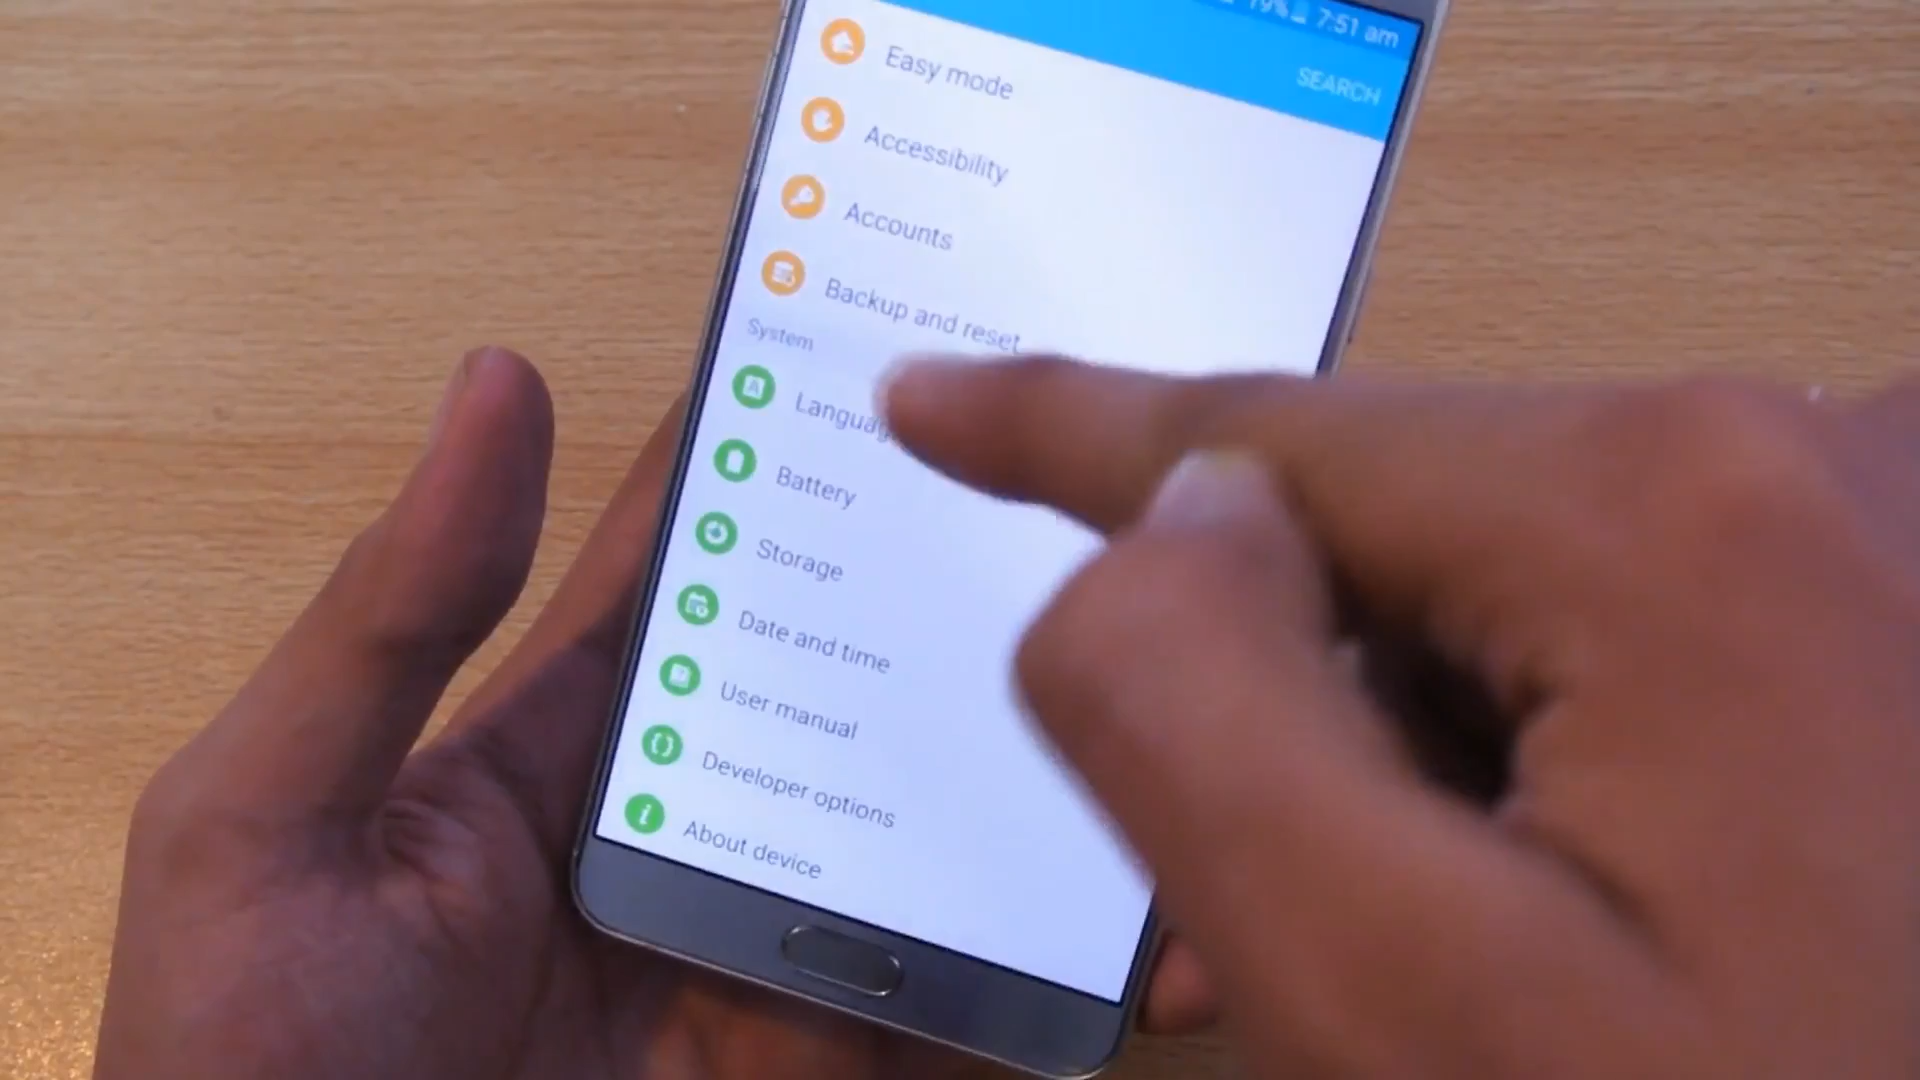 79% 7:51 am
SEARCH
Easy mode
Accessibility
Accounts
Backup and reset
System
Battery
Storage
Date and time
User manual
Developer options
About device